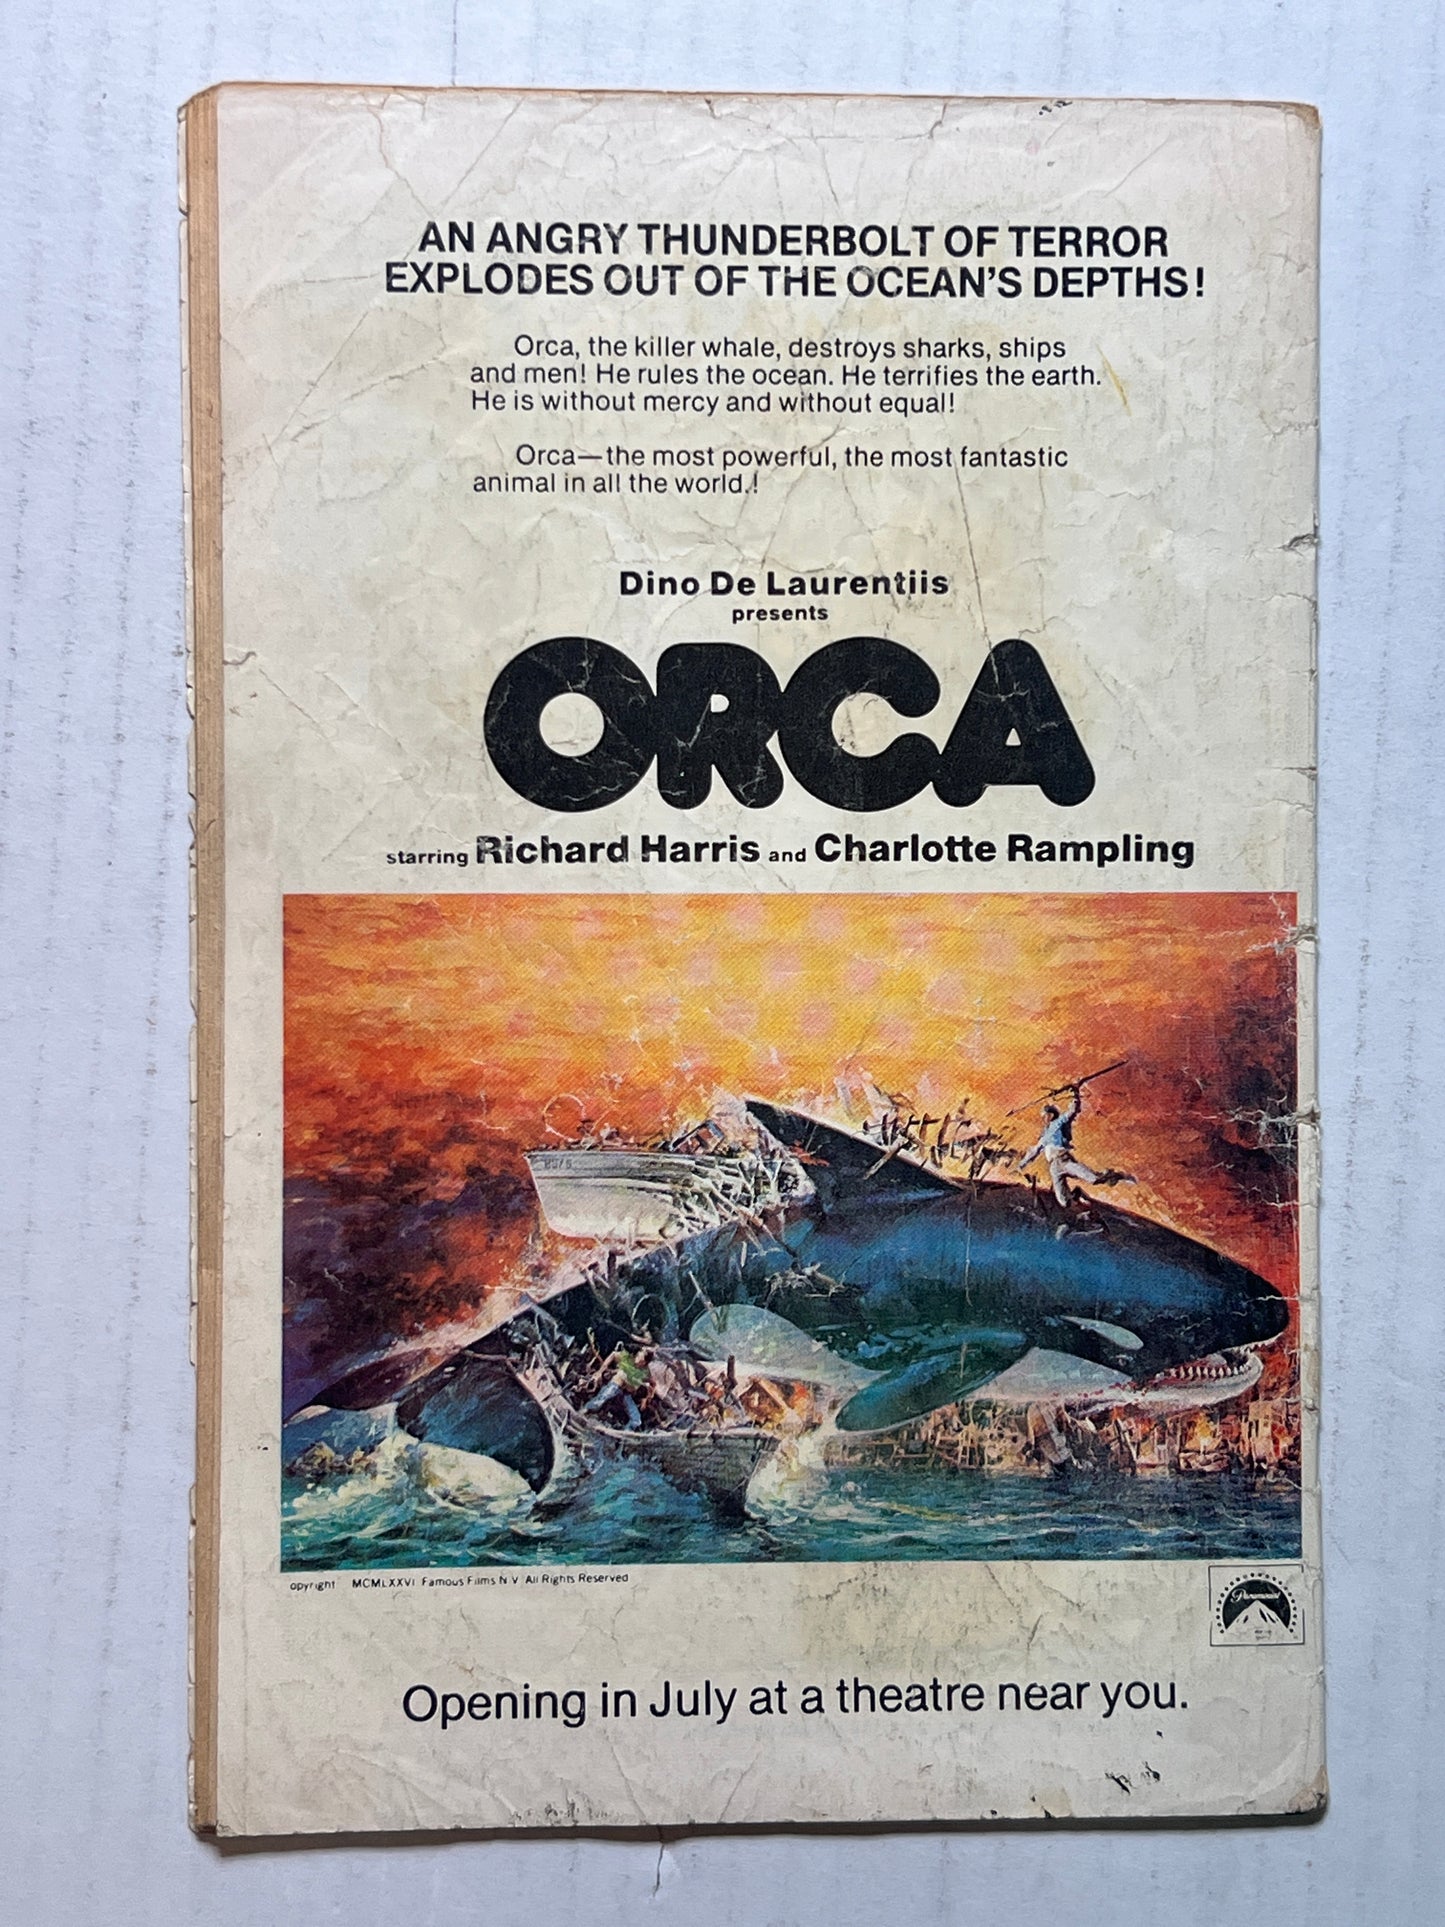 AN ANGRY THUNDERBOLT OF TERROR
EXPLODES OUT OF THE OCEAN'S DEPTHS!
Orca, the killer whale, destroys sharks, ships
and men! He rules the ocean. He terrifies the earth.
He is without mercy and without equal!
Orca—the most powerful, the most fantastic
animal in all the world.!
Dino De Laurentiis
presents
ORCA
starring Richard Harris and Charlotte Rampling
opyright MCMLXXVI Famous Films N.V. All Rights Reserved
Paramount
Opening in July at a theatre near you.